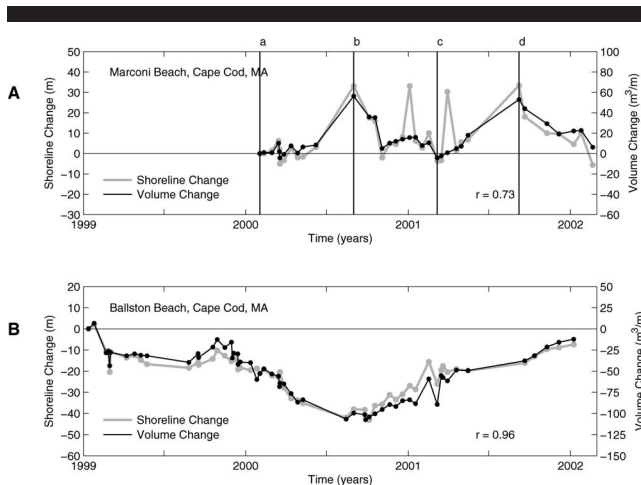 a b c d
A
Marconi Beach, Cape Cod, MA
Shoreline Change (m)
50
40
30
20
10
0
−10
−20
−30
Volume Change (m³/m)
100
80
60
40
20
0
−20
−40
−60
Shoreline Change
Volume Change
r = 0.73
1999 2000 2001 2002
Time (years)
B
Ballston Beach, Cape Cod, MA
Shoreline Change (m)
20
10
0
−10
−20
−30
−40
−50
−60
Volume Change (m³/m)
50
25
0
−25
−50
−75
−100
−125
−150
Shoreline Change
Volume Change
r = 0.96
1999 2000 2001 2002
Time (years)